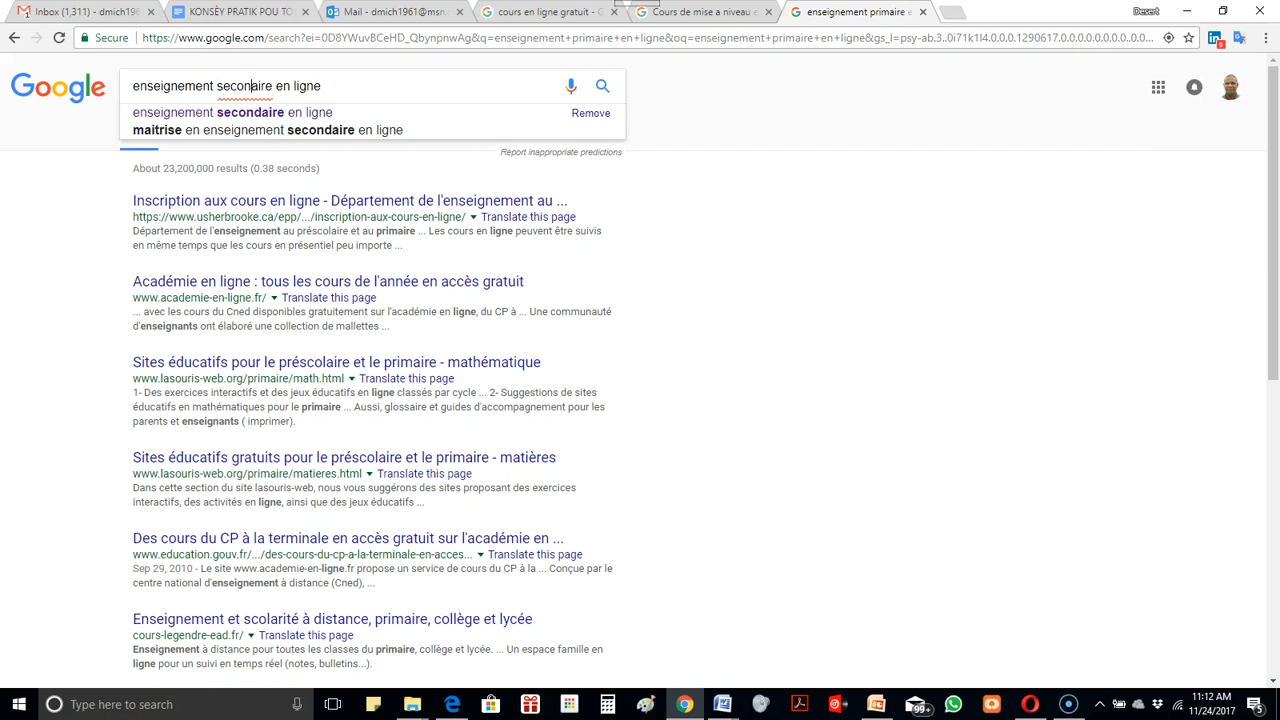 Inbox (1,311) - dmich19
KONSÈY PRATIK POU TO
Mail - dmich1961@msn
cours en ligne gratuit - G
Cours de mise a niveau e
enseignement primaire e
Desert
Secure
https://www.google.com/search?ei=0D8YWuvBCeHD_QbynpnwAg&q=enseignement+primaire+en+ligne&oq=enseignement+primaire+en+ligne&gs_l=psy-ab.3..0i71k1l4.0.0.0.1290617.0.0.0.0.0.0.0.0..0.0....0...
9
Google
enseignement seconaire en ligne
enseignement secondaire en ligne
Remove
maitrise en enseignement secondaire en ligne
Report inappropriate predictions
About 23,200,000 results (0.38 seconds)
Inscription aux cours en ligne - Département de l'enseignement au ...
https://www.usherbrooke.ca/epp/.../inscription-aux-cours-en-ligne/ Translate this page
Département de l'enseignement au préscolaire et au primaire ... Les cours en ligne peuvent être suivis
en même temps que les cours en présentiel peu importe ...
Académie en ligne : tous les cours de l'année en accès gratuit
www.academie-en-ligne.fr/ Translate this page
... avec les cours du Cned disponibles gratuitement sur l'académie en ligne, du CP à ... Une communauté
d'enseignants ont élaboré une collection de mallettes ...
Sites éducatifs pour le préscolaire et le primaire - mathématique
www.lasouris-web.org/primaire/math.html Translate this page
1- Des exercices interactifs et des jeux éducatifs en ligne classés par cycle ... 2- Suggestions de sites
éducatifs en mathématiques pour le primaire ... Aussi, glossaire et guides d'accompagnement pour les
parents et enseignants ( imprimer).
Sites éducatifs gratuits pour le préscolaire et le primaire - matières
www.lasouris-web.org/primaire/matieres.html Translate this page
Dans cette section du site lasouris-web, nous vous suggérons des sites proposant des exercices
interactifs, des activités en ligne, ainsi que des jeux éducatifs ...
Des cours du CP à la terminale en accès gratuit sur l'académie en ...
www.education.gouv.fr/.../des-cours-du-cp-a-la-terminale-en-acces... Translate this page
Sep 29, 2010 - Le site www.academie-en-ligne.fr propose un service de cours du CP à la ... Conçue par le
centre national d'enseignement à distance (Cned), ...
Enseignement et scolarité à distance, primaire, collège et lycée
cours-legendre-ead.fr/ Translate this page
Enseignement à distance pour toutes les classes du primaire, collège et lycée. ... Un espace famille en
ligne pour un suivi en temps réel (notes, bulletins...).
Type here to search
99+
11:12 AM
11/24/2017